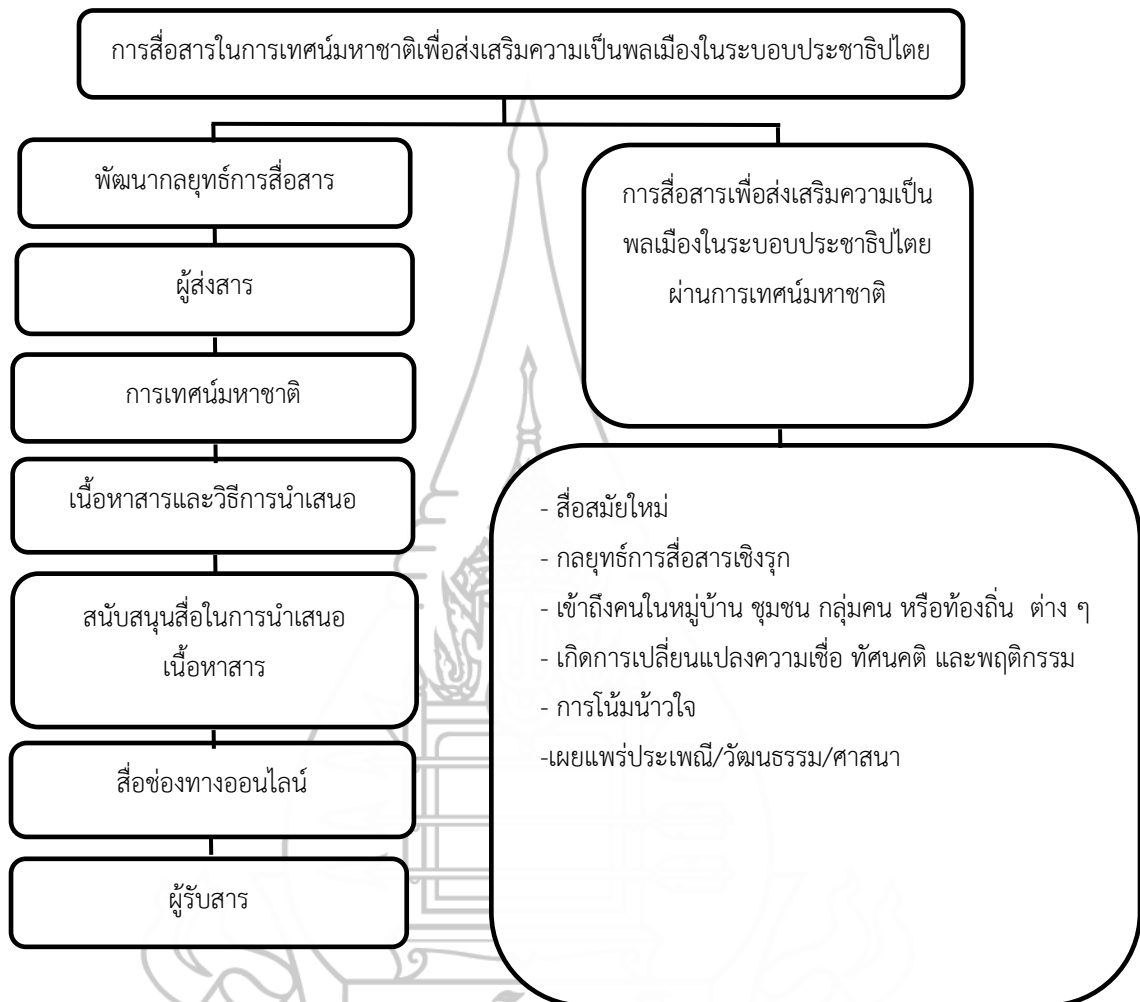 การสื่อสารในการเทศน์มหาชาติเพื่อส่งเสริมความเป็นพลเมืองในระบอบประชาธิปไตย
พัฒนากลยุทธ์การสื่อสาร
ผู้ส่งสาร
การเทศน์มหาชาติ
เนื้อหาสารและวิธีการนำเสนอ
สนับสนุนสื่อในการนำเสนอ
เนื้อหาสาร
สื่อช่องทางออนไลน์
ผู้รับสาร
การสื่อสารเพื่อส่งเสริมความเป็น
พลเมืองในระบอบประชาธิปไตย
ผ่านการเทศน์มหาชาติ
- สื่อสมัยใหม่
- กลยุทธ์การสื่อสารเชิงรุก
- เข้าถึงคนในหมู่บ้าน ชุมชน กลุ่มคน หรือท้องถิ่น ต่าง ๆ
- เกิดการเปลี่ยนแปลงความเชื่อ ทัศนคติ และพฤติกรรม
- การโน้มน้าวใจ
-เผยแพร่ประเพณี/วัฒนธรรม/ศาสนา